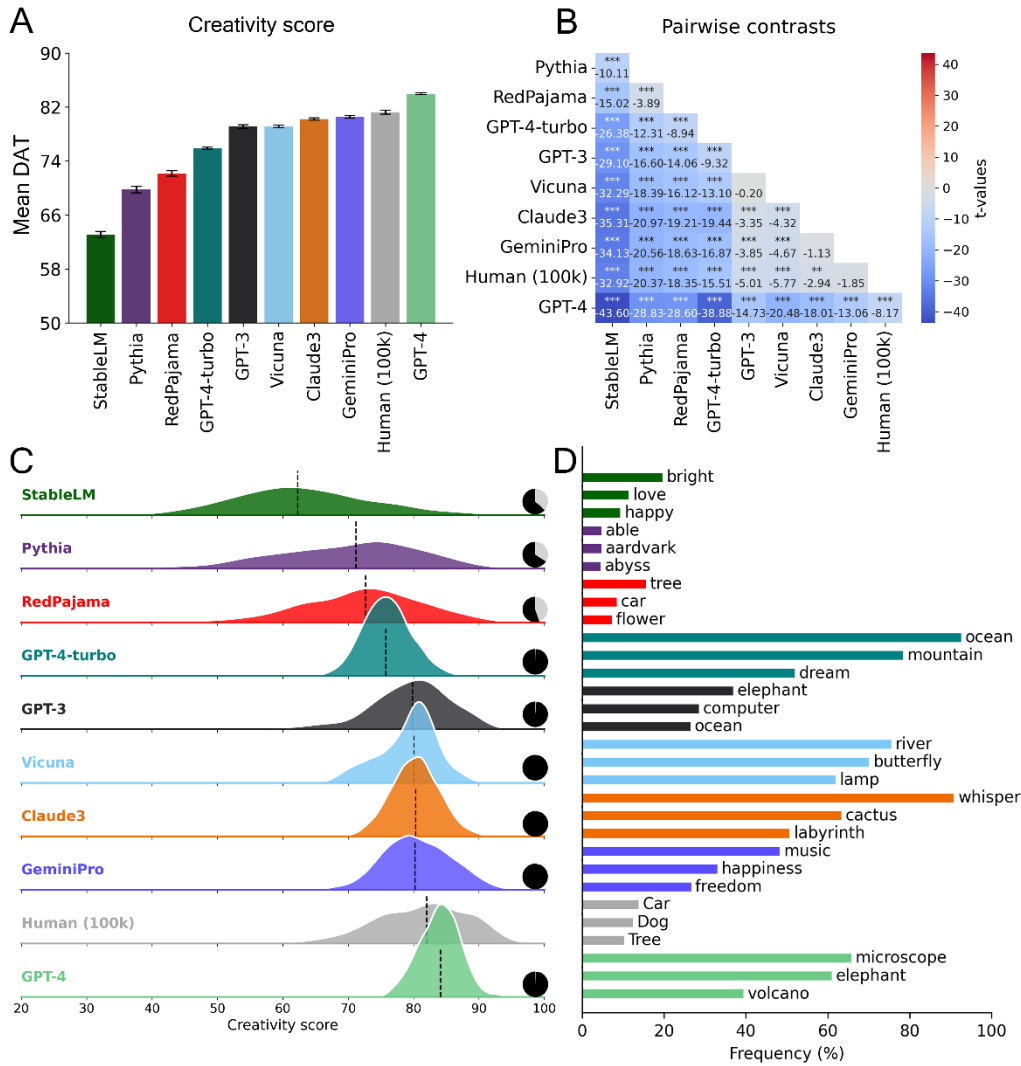 A
Creativity score
90
82
74
66
58
50
Mean DAT
StableLM
Pythia
RedPajama
GPT-4-turbo
GPT-3
Vicuna
Claude3
GeminiPro
Human (100k)
GPT-4
B
Pairwise contrasts
Pythia
*** -10.11
RedPajama
*** -15.02
*** -3.89
GPT-4-turbo
*** -26.38
*** -12.31
*** -8.94
GPT-3
*** -29.10
*** -16.60
*** -14.06
*** -9.32
Vicuna
*** -32.29
*** -18.39
*** -16.12
*** -13.10
-0.20
Claude3
*** -35.31
*** -20.97
*** -19.21
*** -19.44
*** -3.35
*** -4.32
GeminiPro
*** -34.13
*** -20.56
*** -18.63
*** -16.87
*** -3.85
*** -4.67
-1.13
Human (100k)
*** -32.92
*** -20.37
*** -18.35
*** -15.51
*** -5.01
*** -5.77
** -2.94
-1.85
GPT-4
*** -43.60
*** -28.83
*** -28.60
*** -38.88
*** -14.73
*** -20.48
*** -18.01
*** -13.06
*** -8.17
StableLM
Pythia
RedPajama
GPT-4-turbo
GPT-3
Vicuna
Claude3
GeminiPro
Human (100k)
40
30
20
10
0
-10
-20
-30
-40
t-values
C
StableLM
Pythia
RedPajama
GPT-4-turbo
GPT-3
Vicuna
Claude3
GeminiPro
Human (100k)
GPT-4
20 30 40 50 60 70 80 90 100
Creativity score
D
bright
love
happy
able
aardvark
abyss
tree
car
flower
ocean
mountain
dream
elephant
computer
ocean
river
butterfly
lamp
whisper
cactus
labyrinth
music
happiness
freedom
Car
Dog
Tree
microscope
elephant
volcano
0 20 40 60 80 100
Frequency (%)